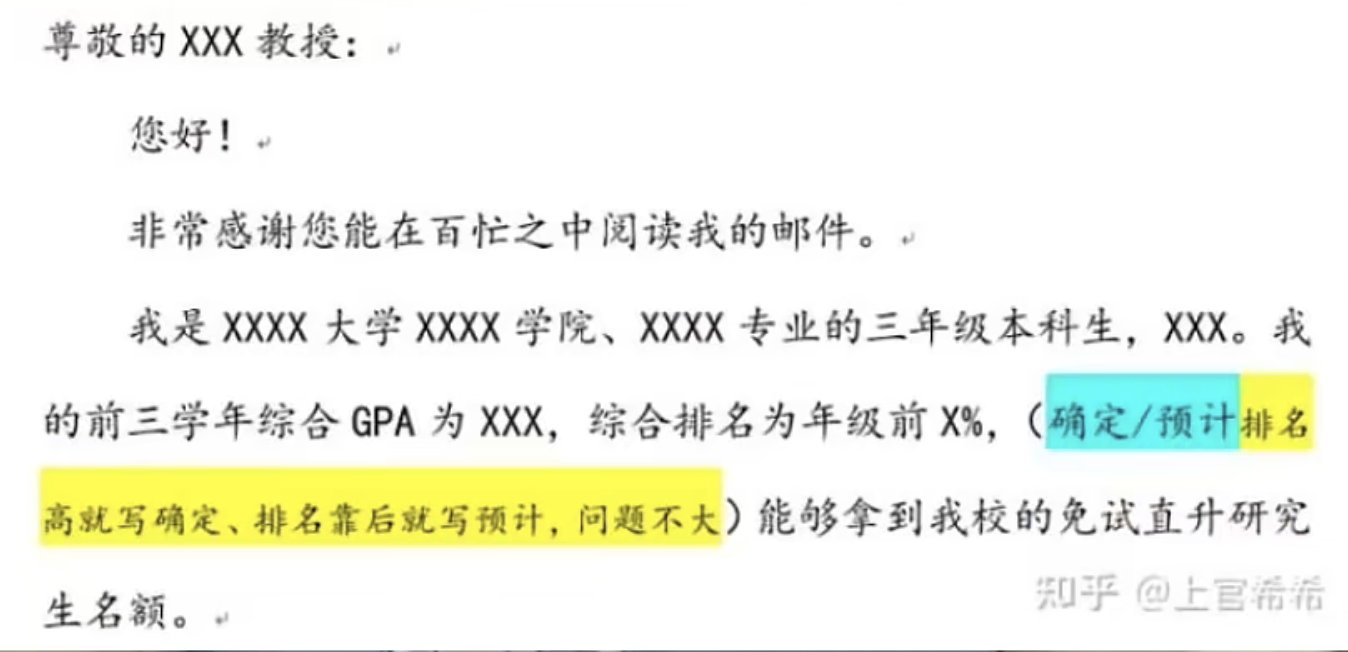 尊敬的 XXX 教授：
您好！
非常感谢您能在百忙之中阅读我的邮件。
我是 XXXX 大学 XXXX 学院、XXXX 专业的三年级本科生，XXX。我
的前三学年综合 GPA 为 XXX，综合排名为年级前 X%，（确定/预计排名
高就写确定、排名靠后就写预计，问题不大）能够拿到我校的免试直升研究
生名额。
知乎 @上官希希